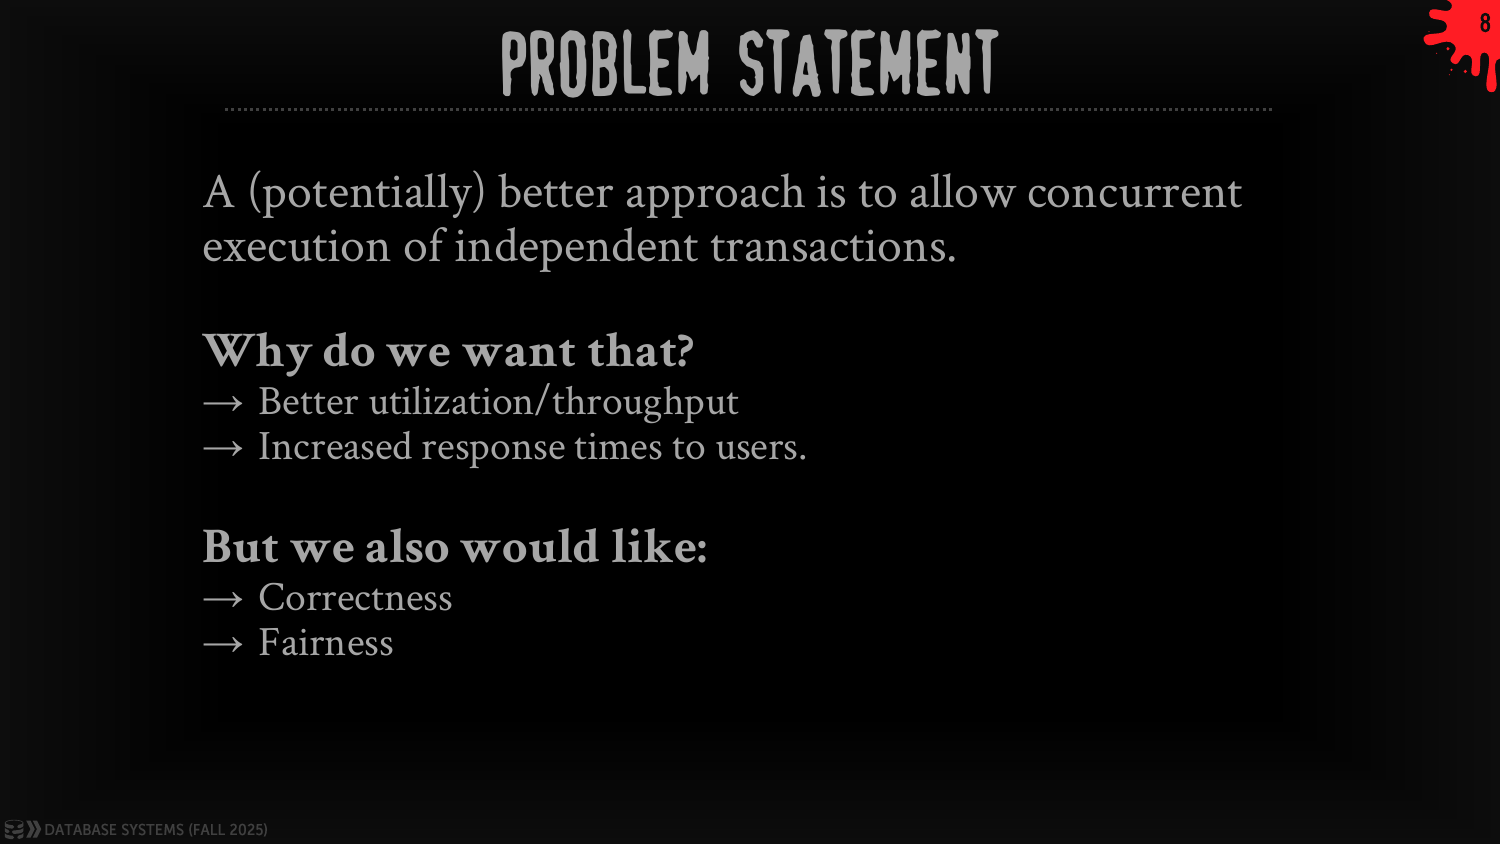 8
PROBLEM STATEMENT
A (potentially) better approach is to allow concurrent
execution of independent transactions.
Why do we want that?
→ Better utilization/throughput
→ Increased response times to users.
But we also would like:
→ Correctness
→ Fairness
DATABASE SYSTEMS (FALL 2025)